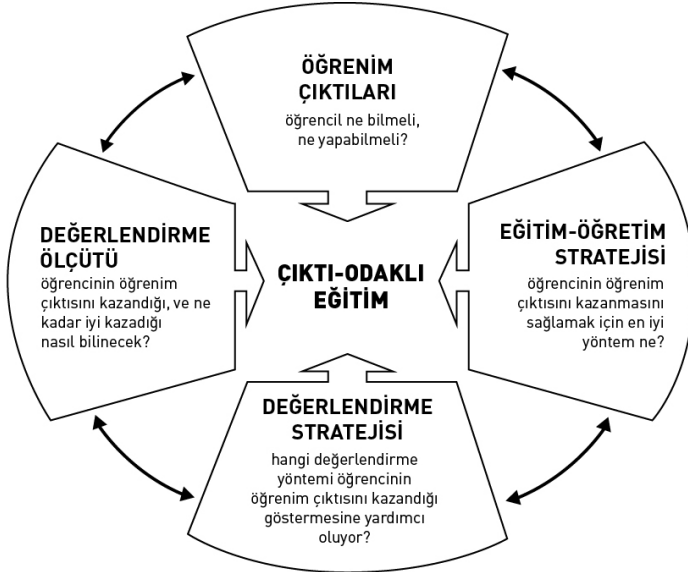 ÖĞRENİM
ÇIKTILARI
öğrencil ne bilmeli,
ne yapabilmeli?
DEĞERLENDİRME
ÖLÇÜTÜ
öğrencinin öğrenim
çıktısını kazandığı, ve ne
kadar iyi kazadığı
nasıl bilinecek?
ÇIKTI-ODAKLI
EĞİTİM
EĞİTİM-ÖĞRETİM
STRATEJİSİ
öğrencinin öğrenim
çıktısını kazanmasını
sağlamak için en iyi
yöntem ne?
DEĞERLENDİRME
STRATEJİSİ
hangi değerlendirme
yöntemi öğrencinin
öğrenim çıktısını kazandığı
göstermesine yardımcı
oluyor?